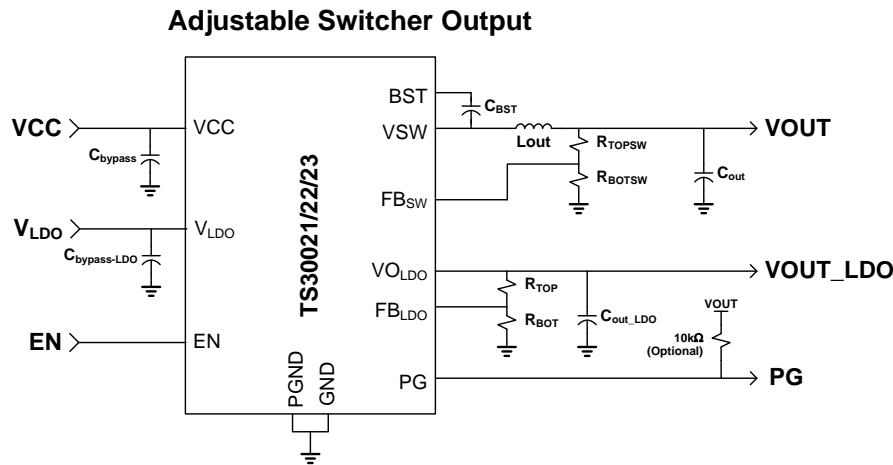 Adjustable Switcher Output
VCC
Cbypass
VCC
VLDO
Cbypass-LDO
VLDO
EN
EN
TS30021/22/23
PGND
GND
BST
CBST
VSW
Lout
RTOPSW
RBOTSW
Cout
VOUT
FBSW
VOLDO
RTOP
FBLDO
RBOT
Cout_LDO
VOUT_LDO
VOUT
10kΩ
(Optional)
PG
PG